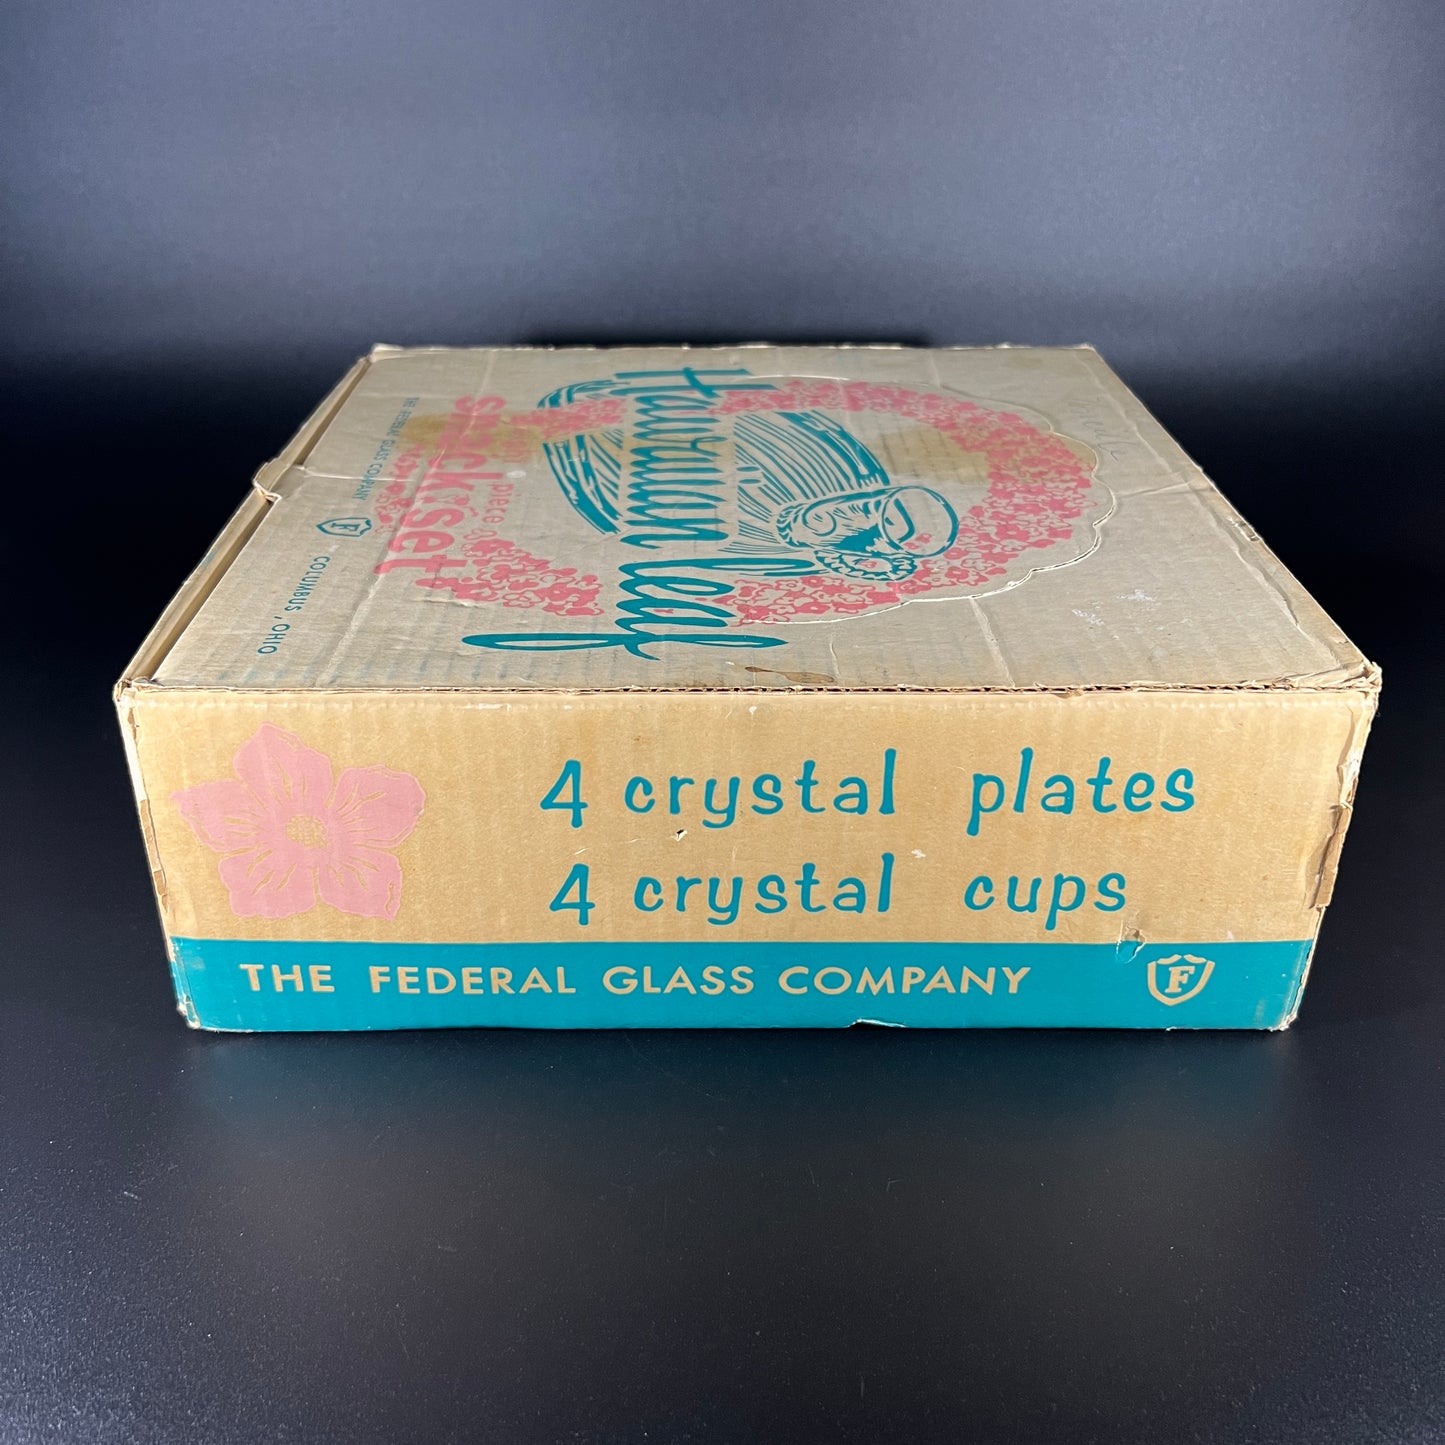 Hawaiian leaf
eight piece
snack set
THE FEDERAL GLASS COMPANY F COLUMBUS, OHIO
4 crystal plates
4 crystal cups
THE FEDERAL GLASS COMPANY F